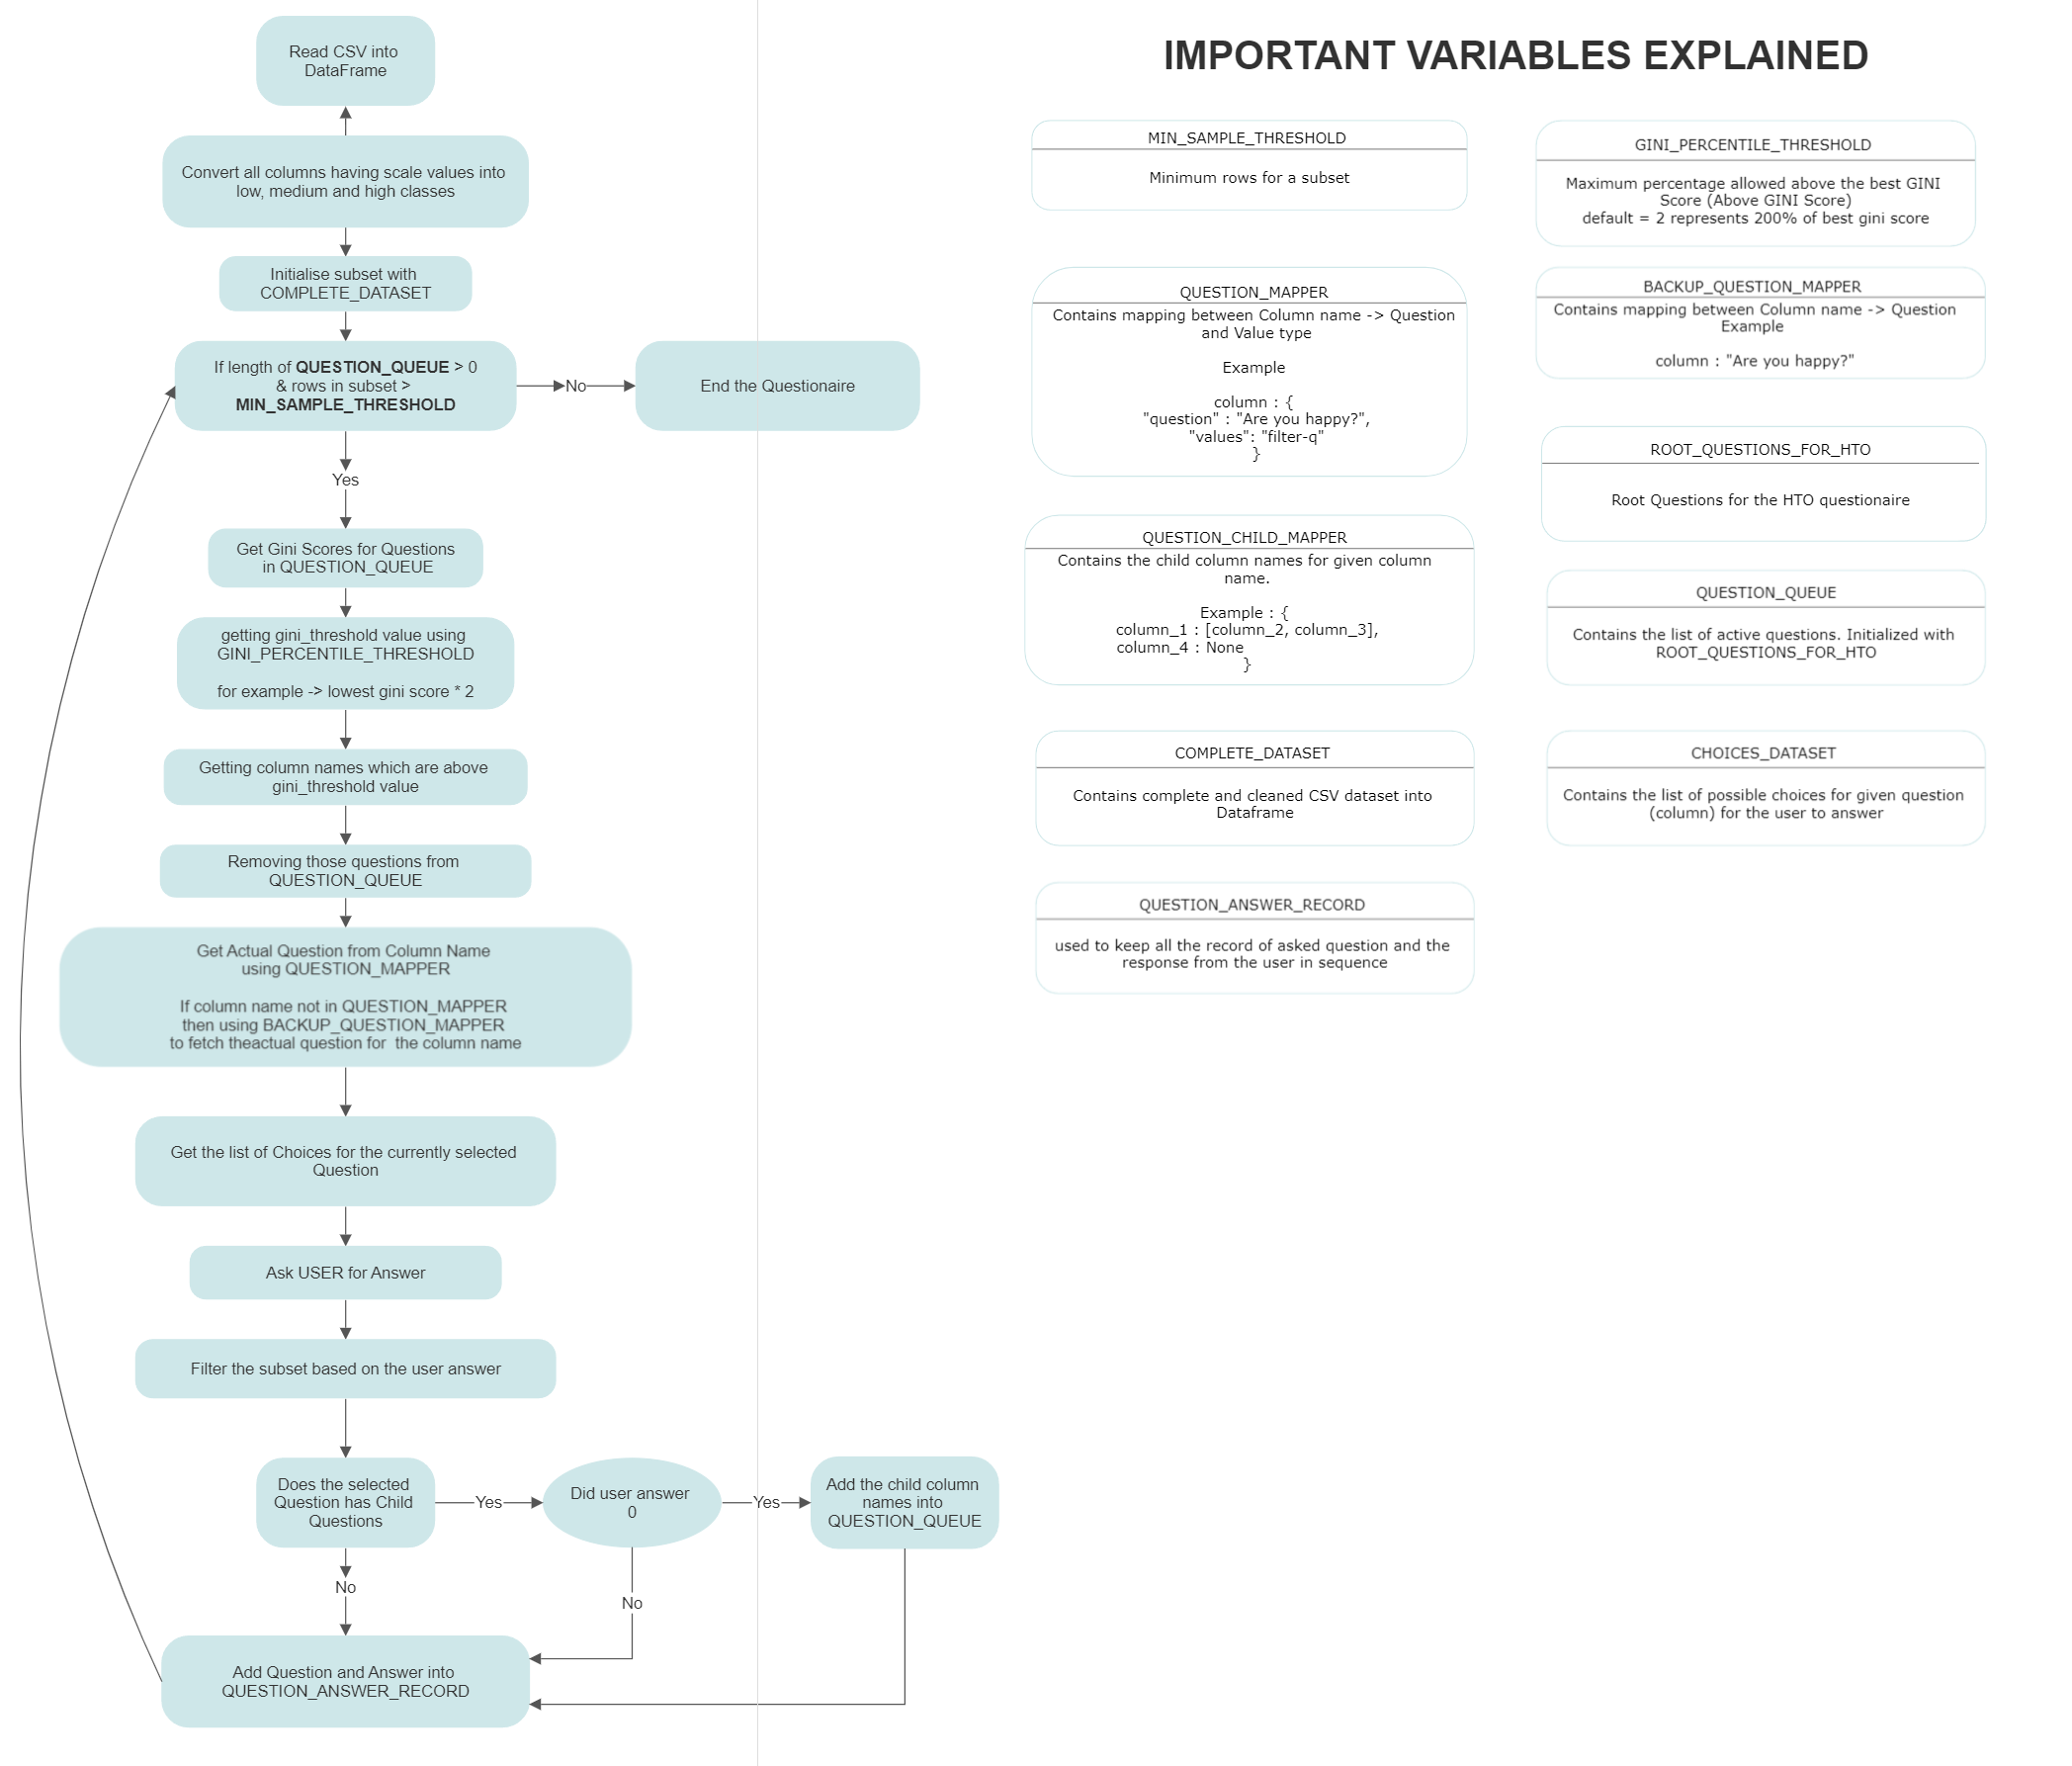 Read CSV into
DataFrame
Convert all columns having scale values into
low, medium and high classes
Initialise subset with
COMPLETE_DATASET
If length of QUESTION_QUEUE > 0
& rows in subset >
MIN_SAMPLE_THRESHOLD
No
End the Questionaire
Yes
Get Gini Scores for Questions
in QUESTION_QUEUE
getting gini_threshold value using
GINI_PERCENTILE_THRESHOLD
for example -> lowest gini score * 2
Getting column names which are above
gini_threshold value
Removing those questions from
QUESTION_QUEUE
Get Actual Question from Column Name
using QUESTION_MAPPER
If column name not in QUESTION_MAPPER
then using BACKUP_QUESTION_MAPPER
to fetch theactual question for  the column name
Get the list of Choices for the currently selected
Question
Ask USER for Answer
Filter the subset based on the user answer
Does the selected
Question has Child
Questions
Yes
Did user answer
0
Yes
Add the child column
names into
QUESTION_QUEUE
No
No
Add Question and Answer into
QUESTION_ANSWER_RECORD
IMPORTANT VARIABLES EXPLAINED
MIN_SAMPLE_THRESHOLD
Minimum rows for a subset
GINI_PERCENTILE_THRESHOLD
Maximum percentage allowed above the best GINI
Score (Above GINI Score)
default = 2 represents 200% of best gini score
QUESTION_MAPPER
Contains mapping between Column name -> Question
and Value type
Example
column : {
"question" : "Are you happy?",
"values": "filter-q"
}
BACKUP_QUESTION_MAPPER
Contains mapping between Column name -> Question
Example
column : "Are you happy?"
ROOT_QUESTIONS_FOR_HTO
Root Questions for the HTO questionaire
QUESTION_CHILD_MAPPER
Contains the child column names for given column
name.
Example : {
column_1 : [column_2, column_3],
column_4 : None
}
QUESTION_QUEUE
Contains the list of active questions. Initialized with
ROOT_QUESTIONS_FOR_HTO
COMPLETE_DATASET
Contains complete and cleaned CSV dataset into
Dataframe
CHOICES_DATASET
Contains the list of possible choices for given question
(column) for the user to answer
QUESTION_ANSWER_RECORD
used to keep all the record of asked question and the
response from the user in sequence